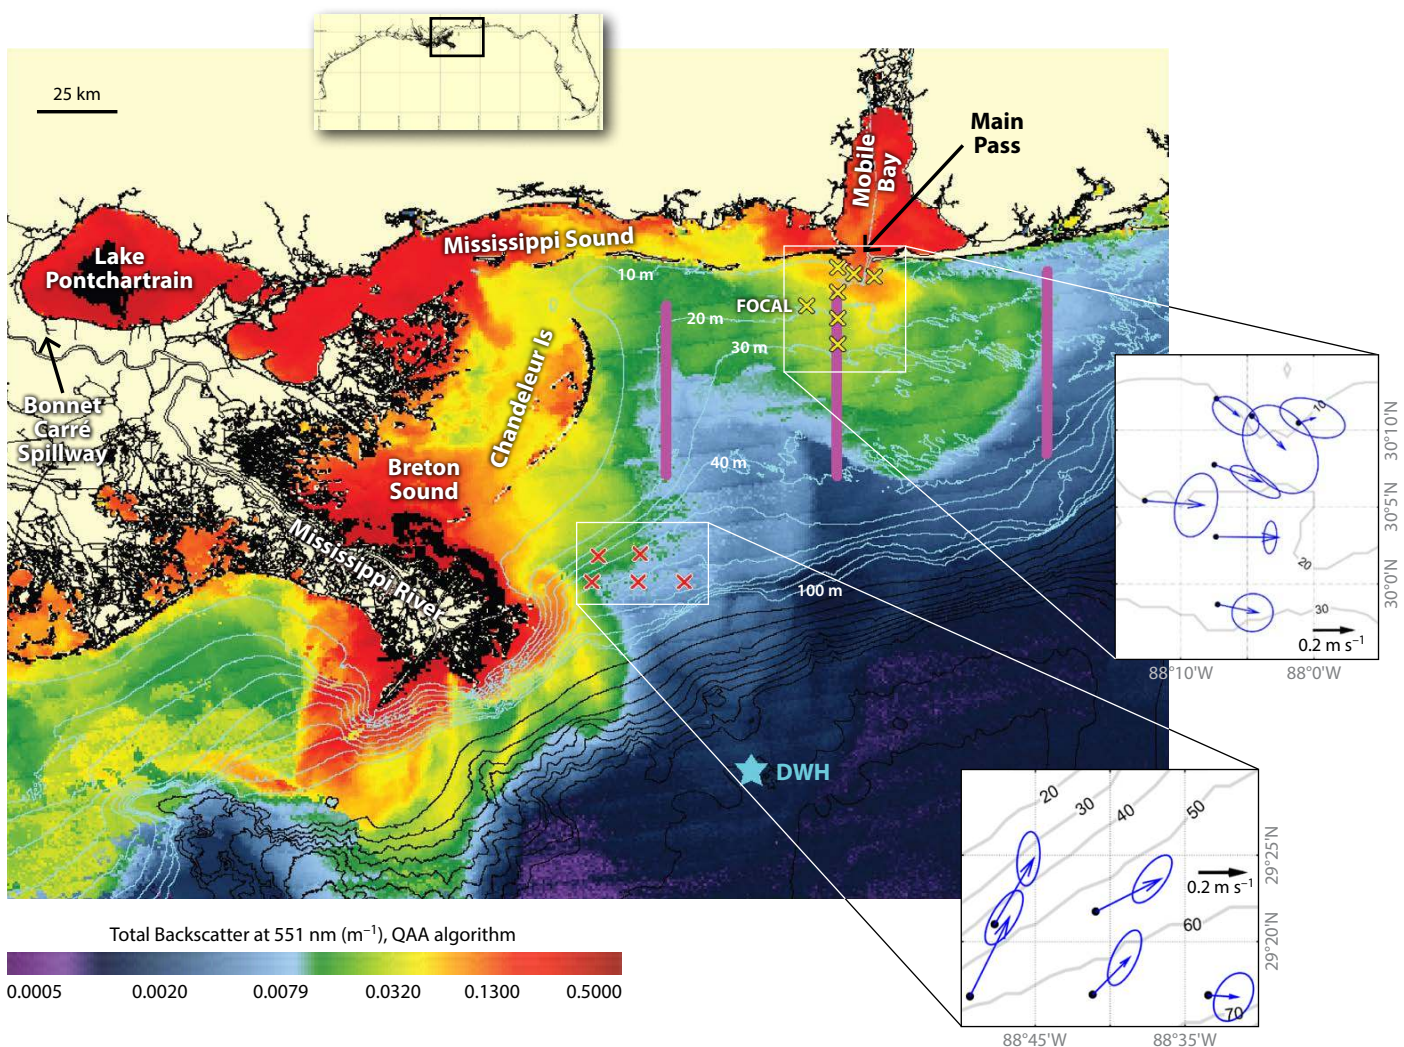 25 km
Main
Pass
Mobile
Bay
Mississippi Sound
Lake
Pontchartrain
10 m
FOCAL
20 m
30 m
Chandeleur Is
Bonnet
Carré
Spillway
Breton
Sound
40 m
Mississippi River
100 m
DWH
10
20
30
0.2 m s⁻¹
30°10'N
30°5'N
30°0'N
88°10'W
88°0'W
20
30
40
50
60
70
0.2 m s⁻¹
29°25'N
29°20'N
88°45'W
88°35'W
Total Backscatter at 551 nm (m⁻¹), QAA algorithm
0.0005 0.0020 0.0079 0.0320 0.1300 0.5000